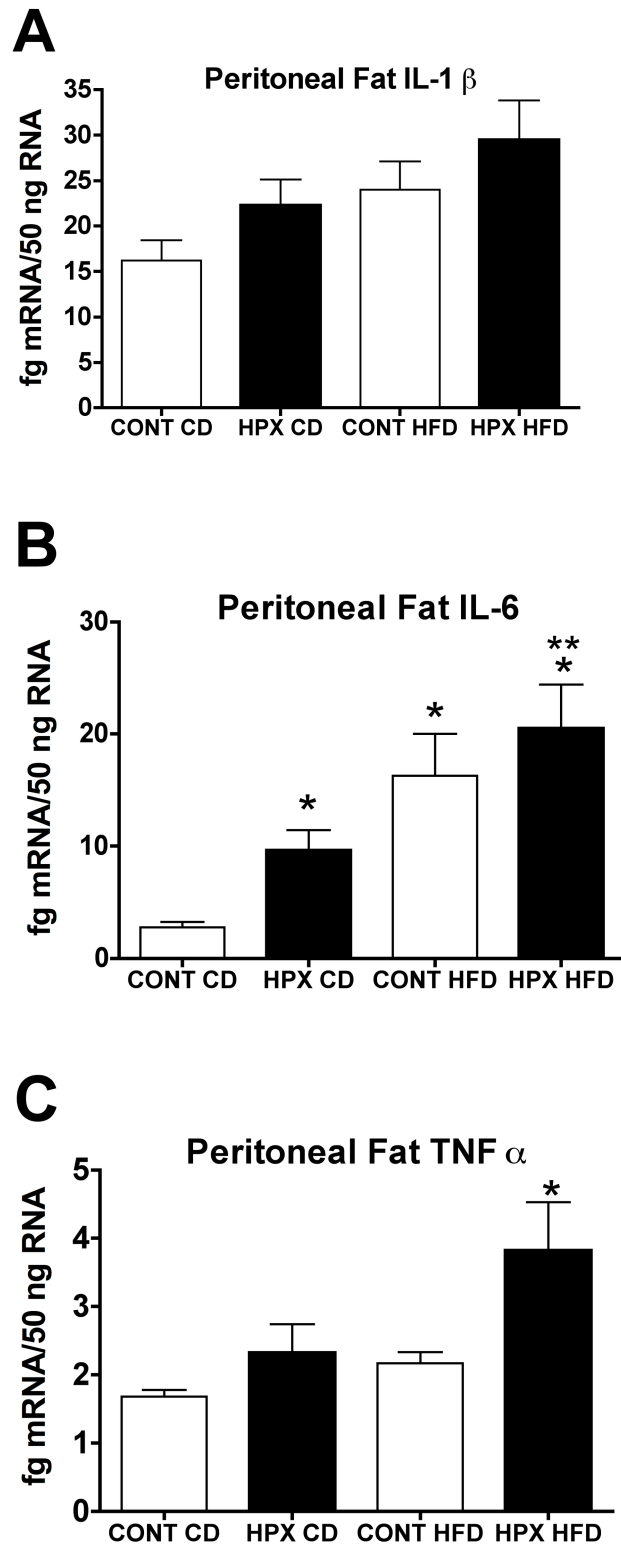 A
Peritoneal Fat IL-1 β
fg mRNA/50 ng RNA
35
30
25
20
15
10
5
0
CONT CD HPX CD CONT HFD HPX HFD
B
Peritoneal Fat IL-6
fg mRNA/50 ng RNA
30
20
10
0
*
*
**
*
CONT CD HPX CD CONT HFD HPX HFD
C
Peritoneal Fat TNF α
fg mRNA/50 ng RNA
5
4
3
2
1
0
*
CONT CD HPX CD CONT HFD HPX HFD